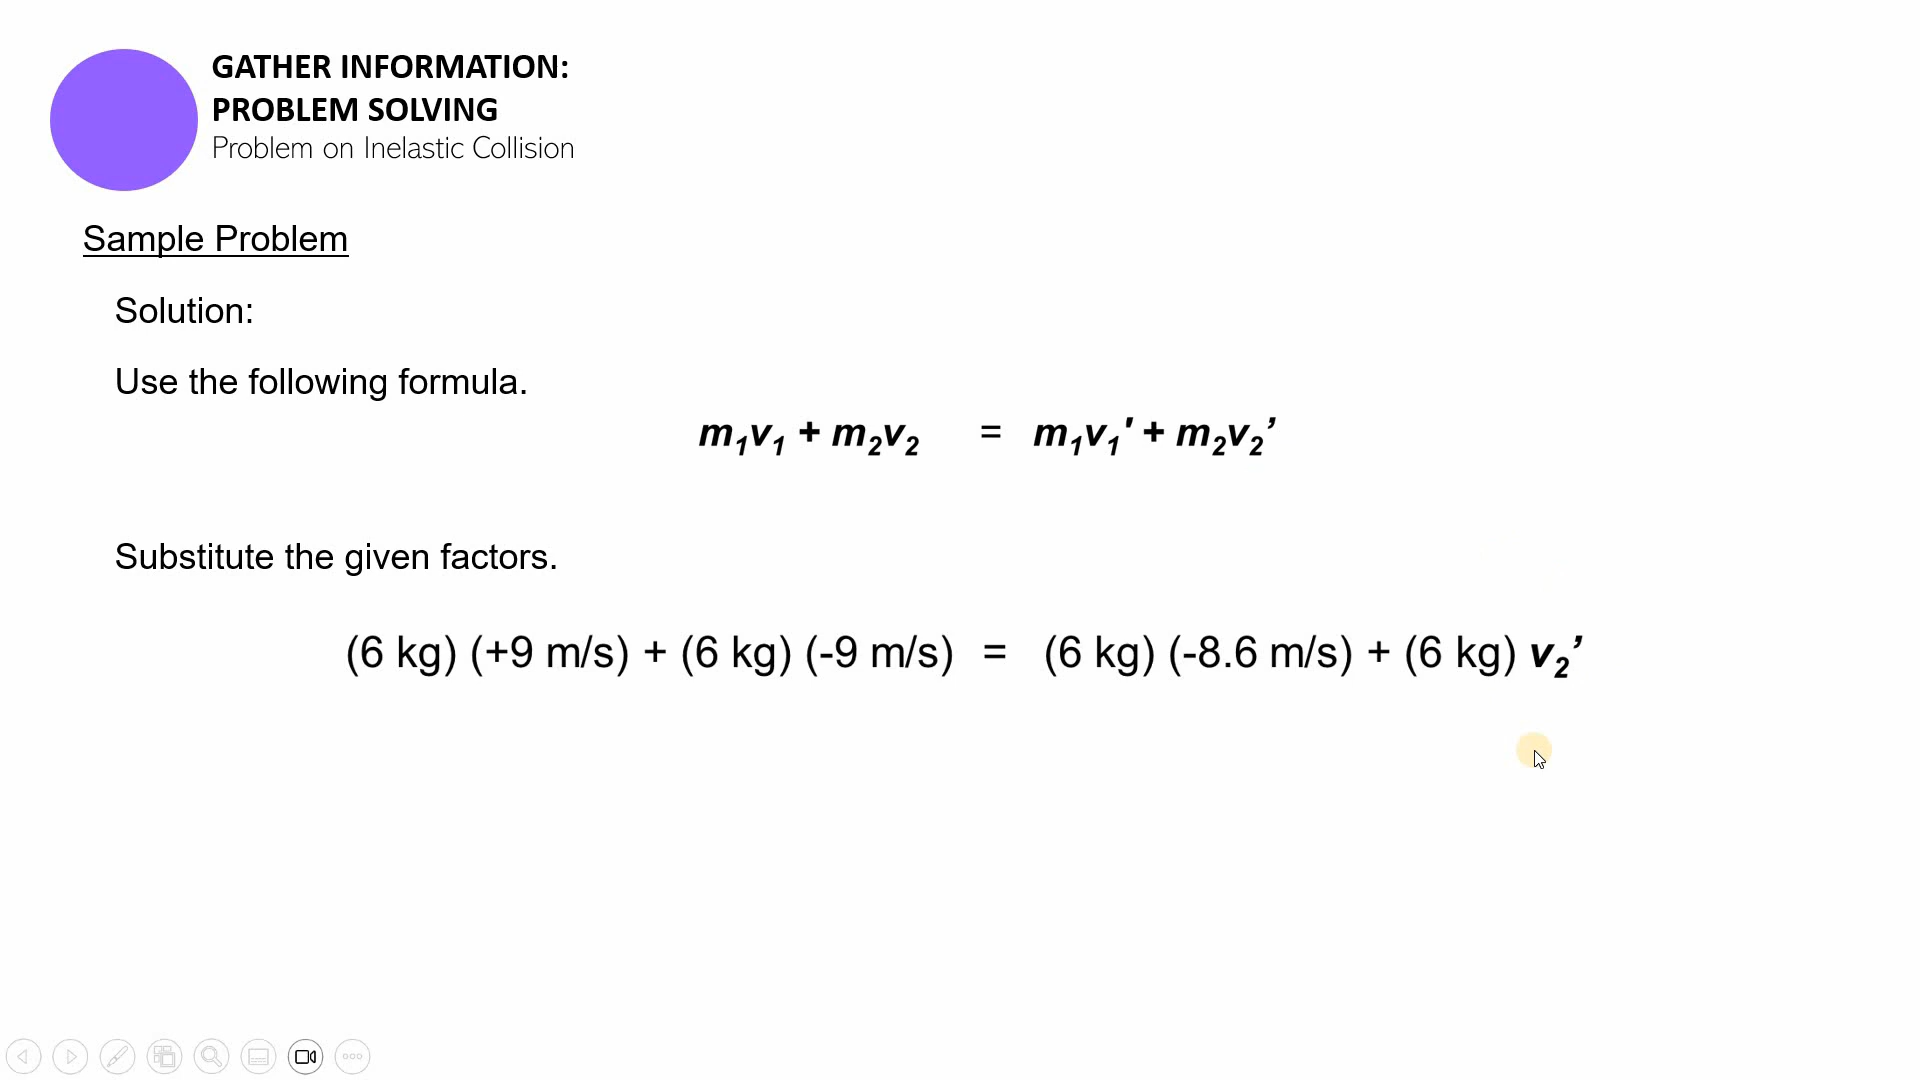 GATHER INFORMATION:
PROBLEM SOLVING
Problem on Inelastic Collision
Sample Problem
Solution:
Use the following formula.
m₁v₁ + m₂v₂ = m₁v₁' + m₂v₂’
Substitute the given factors.
(6 kg) (+9 m/s) + (6 kg) (-9 m/s) = (6 kg) (-8.6 m/s) + (6 kg) v₂’